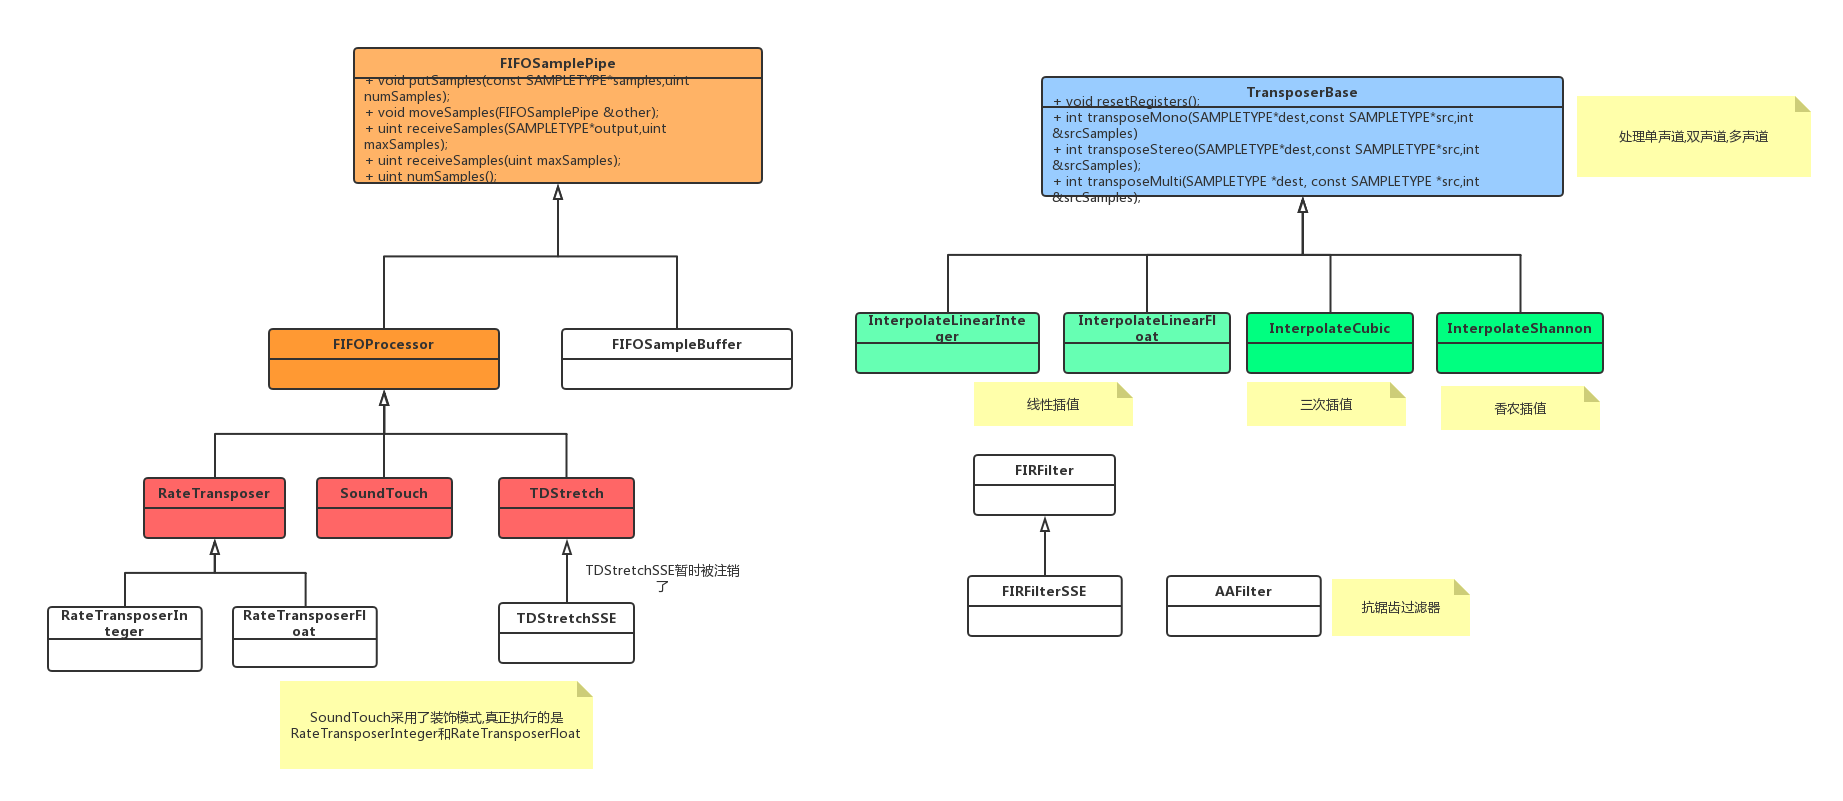 FIFOSamplePipe
+ void putSamples(const SAMPLETYPE*samples,uint
numSamples);
+ void moveSamples(FIFOSamplePipe &other);
+ uint receiveSamples(SAMPLETYPE*output,uint
maxSamples);
+ uint receiveSamples(uint maxSamples);
+ uint numSamples();
TransposerBase
+ void resetRegisters();
+ int transposeMono(SAMPLETYPE*dest,const SAMPLETYPE*src,int
&srcSamples)
+ int transposeStereo(SAMPLETYPE*dest,const SAMPLETYPE*src,int
&srcSamples);
+ int transposeMulti(SAMPLETYPE *dest, const SAMPLETYPE *src,int
&srcSamples);
处理单声道,双声道,多声道
FIFOProcessor
FIFOSampleBuffer
InterpolateLinearInte
ger
InterpolateLinearFl
oat
InterpolateCubic
InterpolateShannon
线性插值
三次插值
香农插值
RateTransposer
SoundTouch
TDStretch
FIRFilter
TDStretchSSE暂时被注销
了
RateTransposerIn
teger
RateTransposerFl
oat
TDStretchSSE
FIRFilterSSE
AAFilter
抗锯齿过滤器
SoundTouch采用了装饰模式,真正执行的是
RateTransposerInteger和RateTransposerFloat